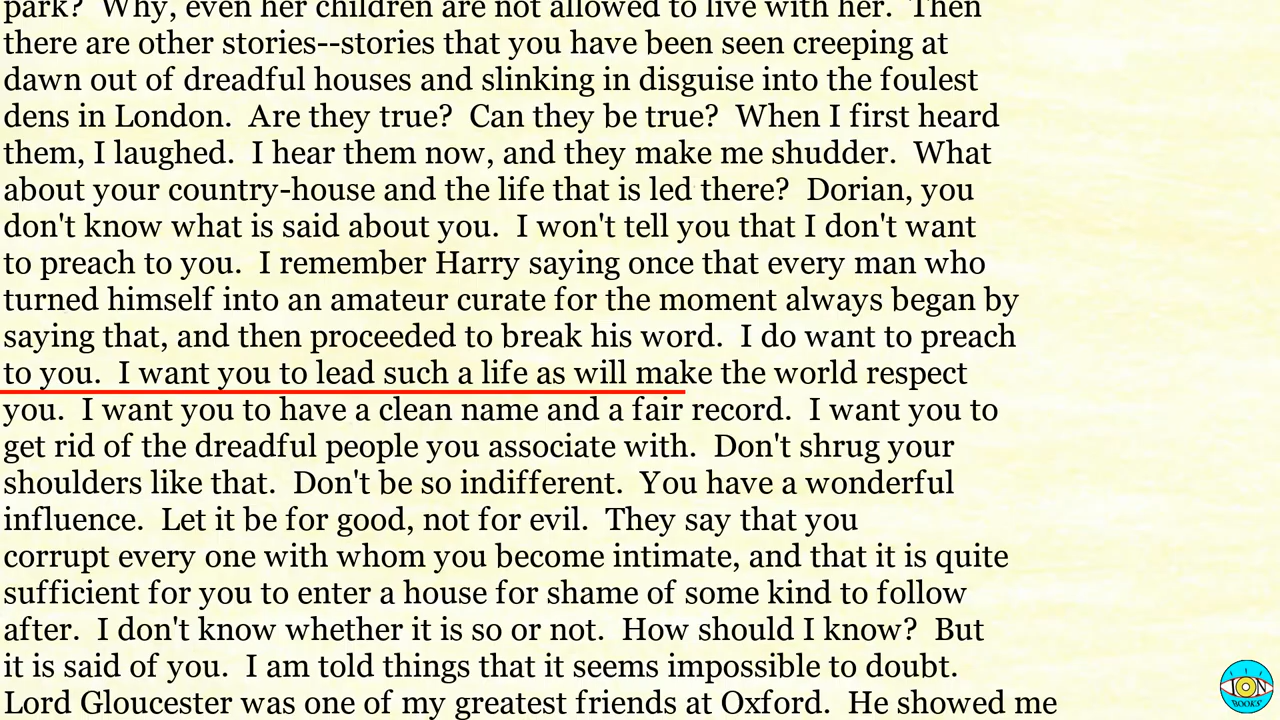 park?  Why, even her children are not allowed to live with her.  Then
there are other stories--stories that you have been seen creeping at
dawn out of dreadful houses and slinking in disguise into the foulest
dens in London.  Are they true?  Can they be true?  When I first heard
them, I laughed.  I hear them now, and they make me shudder.  What
about your country-house and the life that is led there?  Dorian, you
don't know what is said about you.  I won't tell you that I don't want
to preach to you.  I remember Harry saying once that every man who
turned himself into an amateur curate for the moment always began by
saying that, and then proceeded to break his word.  I do want to preach
to you.  I want you to lead such a life as will make the world respect
you.  I want you to have a clean name and a fair record.  I want you to
get rid of the dreadful people you associate with.  Don't shrug your
shoulders like that.  Don't be so indifferent.  You have a wonderful
influence.  Let it be for good, not for evil.  They say that you
corrupt every one with whom you become intimate, and that it is quite
sufficient for you to enter a house for shame of some kind to follow
after.  I don't know whether it is so or not.  How should I know?  But
it is said of you.  I am told things that it seems impossible to doubt.
Lord Gloucester was one of my greatest friends at Oxford.  He showed me
ION
BOOKS